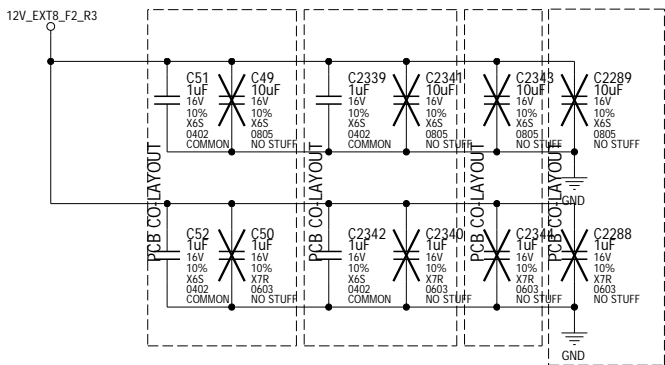 12V_EXT8_F2_R3
C51
1uF
16V
10%
X6S
0402
COMMON
C49
10uF
16V
10%
X6S
0805
NO STUFF
C2339
1uF
16V
10%
X6S
0402
COMMON
C2341
10uF
16V
10%
X6S
0805
NO STUFF
C2343
10uF
16V
10%
X6S
0805
NO STUFF
C2289
10uF
16V
10%
X6S
0805
NO STUFF
PCB CO-LAYOUT
PCB CO-LAYOUT
PCB CO-LAYOUT
PCB CO-LAYOUT
GND
C52
1uF
16V
10%
X6S
0402
COMMON
C50
1uF
16V
10%
X7R
0603
NO STUFF
C2342
1uF
16V
10%
X6S
0402
COMMON
C2340
1uF
16V
10%
X7R
0603
NO STUFF
C2344
1uF
16V
10%
X7R
0603
NO STUFF
C2288
1uF
16V
10%
X7R
0603
NO STUFF
GND